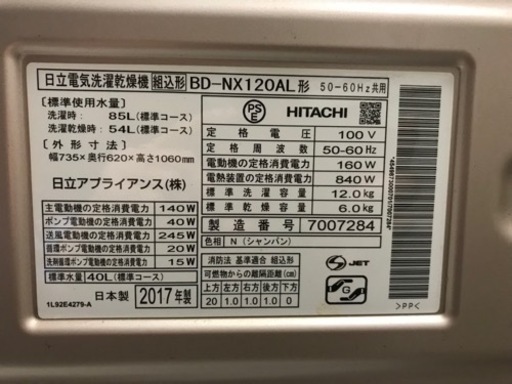 日立電気洗濯乾燥機 組込形 BD-NX120AL形 50-60Hz共用
〔標準使用水量〕
洗濯時: 85L(標準コース)
洗乾時: 54L(標準コース)
〔外形寸法〕
幅735×奥行620×高さ1060mm
日立アプライアンス(株)
主電動機の定格消費電力 140W
ポンプ電動機の定格消費電力 40W
送風電動機の定格消費電力 245W
循環ポンプ電動機の定格消費電力 20W
洗剤循環ポンプ電動機の定格消費電力 15W
標準水量 40L(標準コース)
日本製 2017年製
1L92E4279-A
PS
E
HITACHI
定格電圧 100V
定格周波数 50-60Hz
電動機の定格消費電力 160W
電熱装置の定格消費電力 840W
標準洗濯容量 12.0kg
標準乾燥容量 6.0kg
製造番号 7007284
色相 N(シャンパン)
消防法 基準適合 組込形
可燃物からの離隔距離(cm)
上方 左方 右方 前方 後方 下方
20 1.0 1.0 0 1.0 0
S JET
G
>PP<